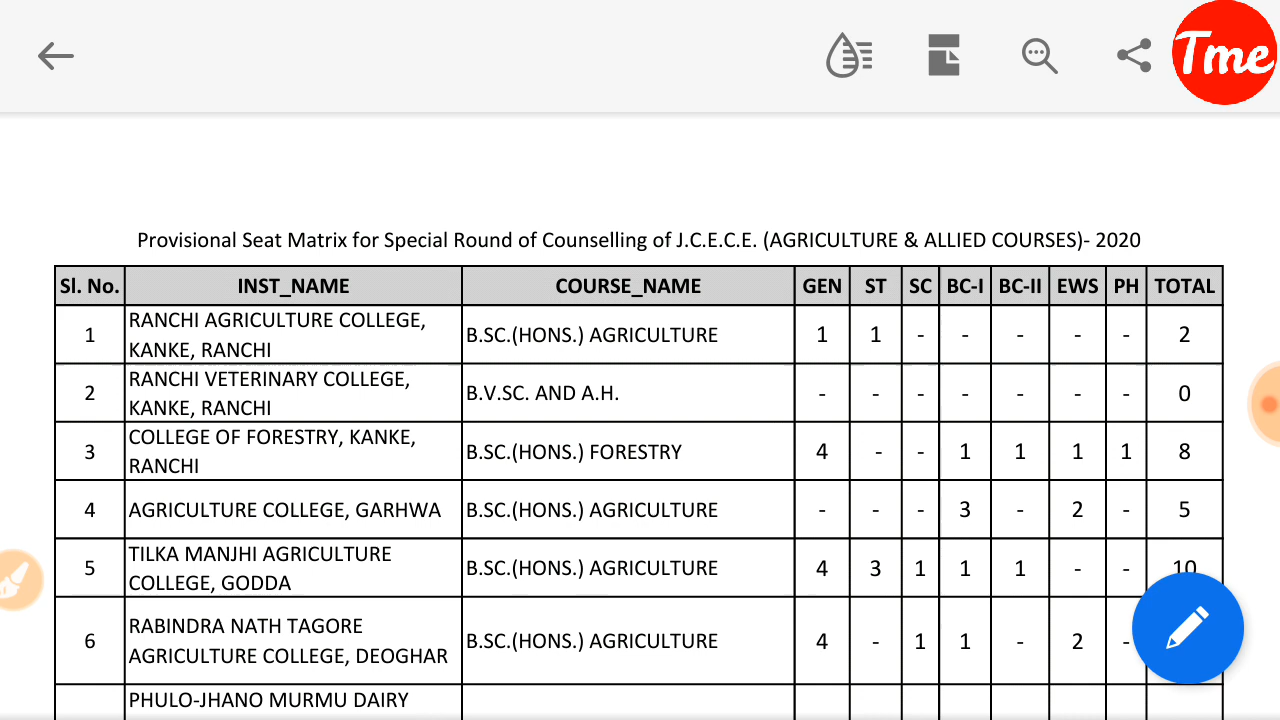 Tme
Provisional Seat Matrix for Special Round of Counselling of J.C.E.C.E. (AGRICULTURE & ALLIED COURSES)- 2020
Sl. No. INST_NAME COURSE_NAME GEN ST SC BC-I BC-II EWS PH TOTAL
1 RANCHI AGRICULTURE COLLEGE, KANKE, RANCHI B.SC.(HONS.) AGRICULTURE 1 1 - - - - - 2
2 RANCHI VETERINARY COLLEGE, KANKE, RANCHI B.V.SC. AND A.H. - - - - - - - 0
3 COLLEGE OF FORESTRY, KANKE, RANCHI B.SC.(HONS.) FORESTRY 4 - - 1 1 1 1 8
4 AGRICULTURE COLLEGE, GARHWA B.SC.(HONS.) AGRICULTURE - - - 3 - 2 - 5
5 TILKA MANJHI AGRICULTURE COLLEGE, GODDA B.SC.(HONS.) AGRICULTURE 4 3 1 1 1 - - 10
6 RABINDRA NATH TAGORE AGRICULTURE COLLEGE, DEOGHAR B.SC.(HONS.) AGRICULTURE 4 - 1 1 - 2 -
PHULO-JHANO MURMU DAIRY